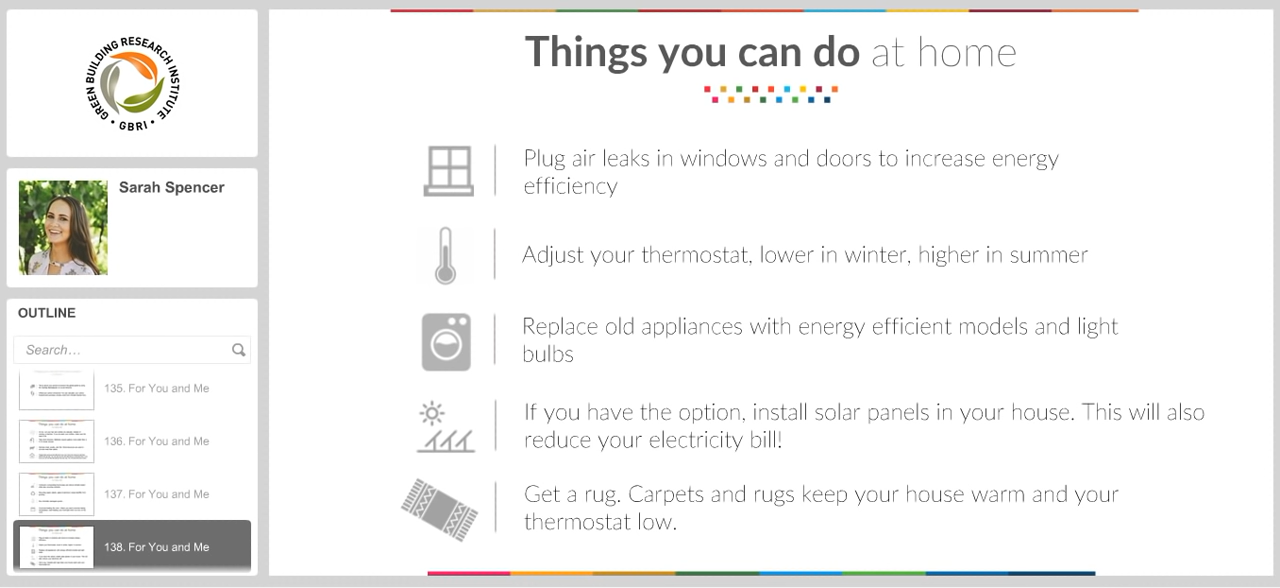 GREEN BUILDING RESEARCH INSTITUTE
• GBRI •
Sarah Spencer
OUTLINE
Search...
135. For You and Me
136. For You and Me
137. For You and Me
138. For You and Me
Things you can do at home
Plug air leaks in windows and doors to increase energy
efficiency
Adjust your thermostat, lower in winter, higher in summer
Replace old appliances with energy efficient models and light
bulbs
If you have the option, install solar panels in your house. This will also
reduce your electricity bill!
Get a rug. Carpets and rugs keep your house warm and your
thermostat low.